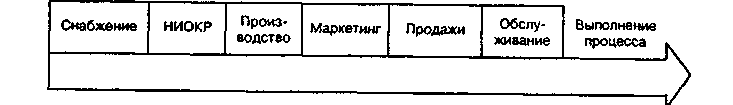 Снабжение
НИОКР
Произ-
водство
Маркетинг
Продажи
Обслу-
живание
Выполнение
процесса